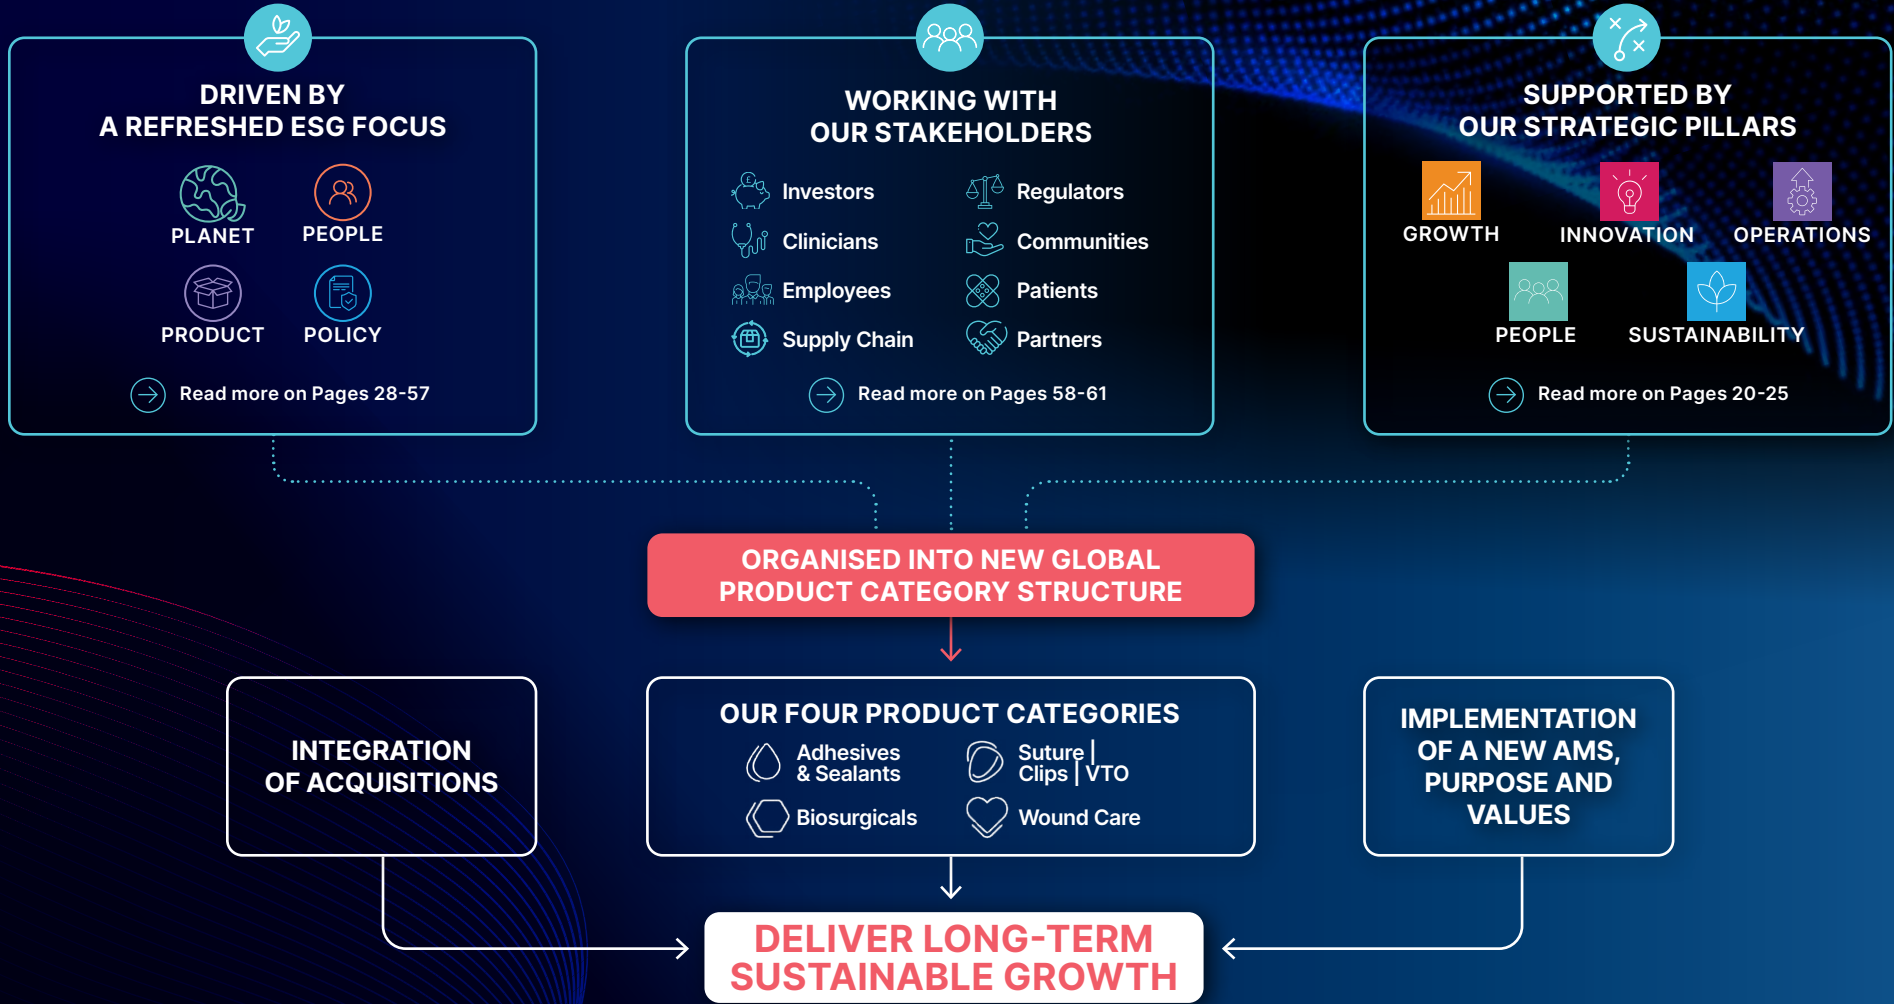 DRIVEN BY
A REFRESHED ESG FOCUS
PLANET
PEOPLE
PRODUCT
POLICY
Read more on Pages 28-57
WORKING WITH
OUR STAKEHOLDERS
Investors
Regulators
Clinicians
Communities
Employees
Patients
Supply Chain
Partners
Read more on Pages 58-61
SUPPORTED BY
OUR STRATEGIC PILLARS
GROWTH
INNOVATION
OPERATIONS
PEOPLE
SUSTAINABILITY
Read more on Pages 20-25
ORGANISED INTO NEW GLOBAL
PRODUCT CATEGORY STRUCTURE
INTEGRATION
OF ACQUISITIONS
OUR FOUR PRODUCT CATEGORIES
Adhesives
& Sealants
Suture |
Clips | VTO
Biosurgicals
Wound Care
IMPLEMENTATION
OF A NEW AMS,
PURPOSE AND
VALUES
DELIVER LONG-TERM
SUSTAINABLE GROWTH